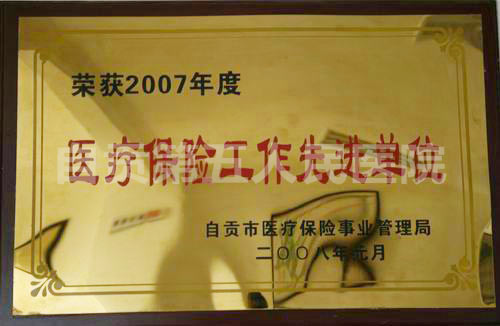 荣获2007年度
医疗保险工作先进单位
自贡市医疗保险事业管理局
二〇〇八年元月